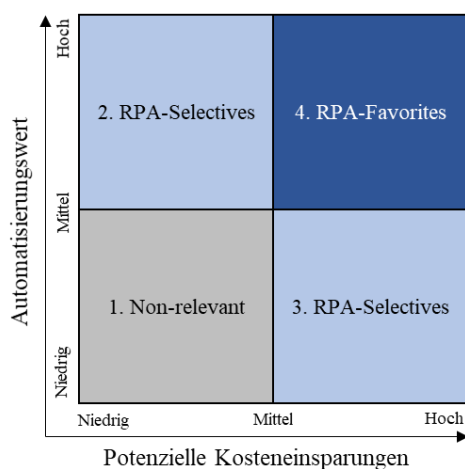 Hoch
2. RPA-Selectives
4. RPA-Favorites
Automatisierungswert
Mittel
1. Non-relevant
3. RPA-Selectives
Niedrig
Niedrig
Mittel
Hoch
Potenzielle Kosteneinsparungen